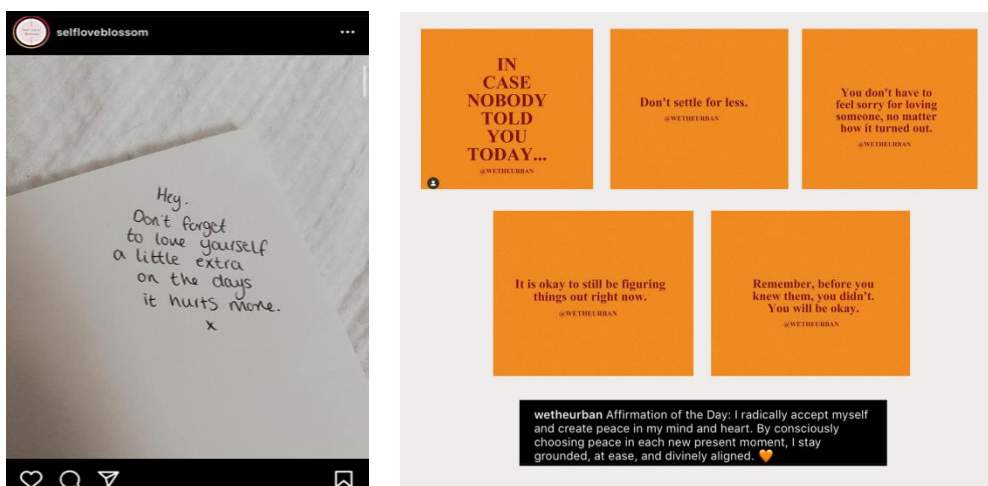 selfloveblossom
Hey.
Don't forget
to love yourself
a little extra
on the days
it hurts more.
x
IN
CASE
NOBODY
TOLD
YOU
TODAY...
@WETHEURBAN
Don't settle for less.
@WETHEURBAN
You don't have to
feel sorry for loving
someone, no matter
how it turned out.
@WETHEURBAN
It is okay to still be figuring
things out right now.
@WETHEURBAN
Remember, before you
knew them, you didn't.
You will be okay.
@WETHEURBAN
wetheurban Affirmation of the Day: I radically accept myself
and create peace in my mind and heart. By consciously
choosing peace in each new present moment, I stay
grounded, at ease, and divinely aligned. 🧡